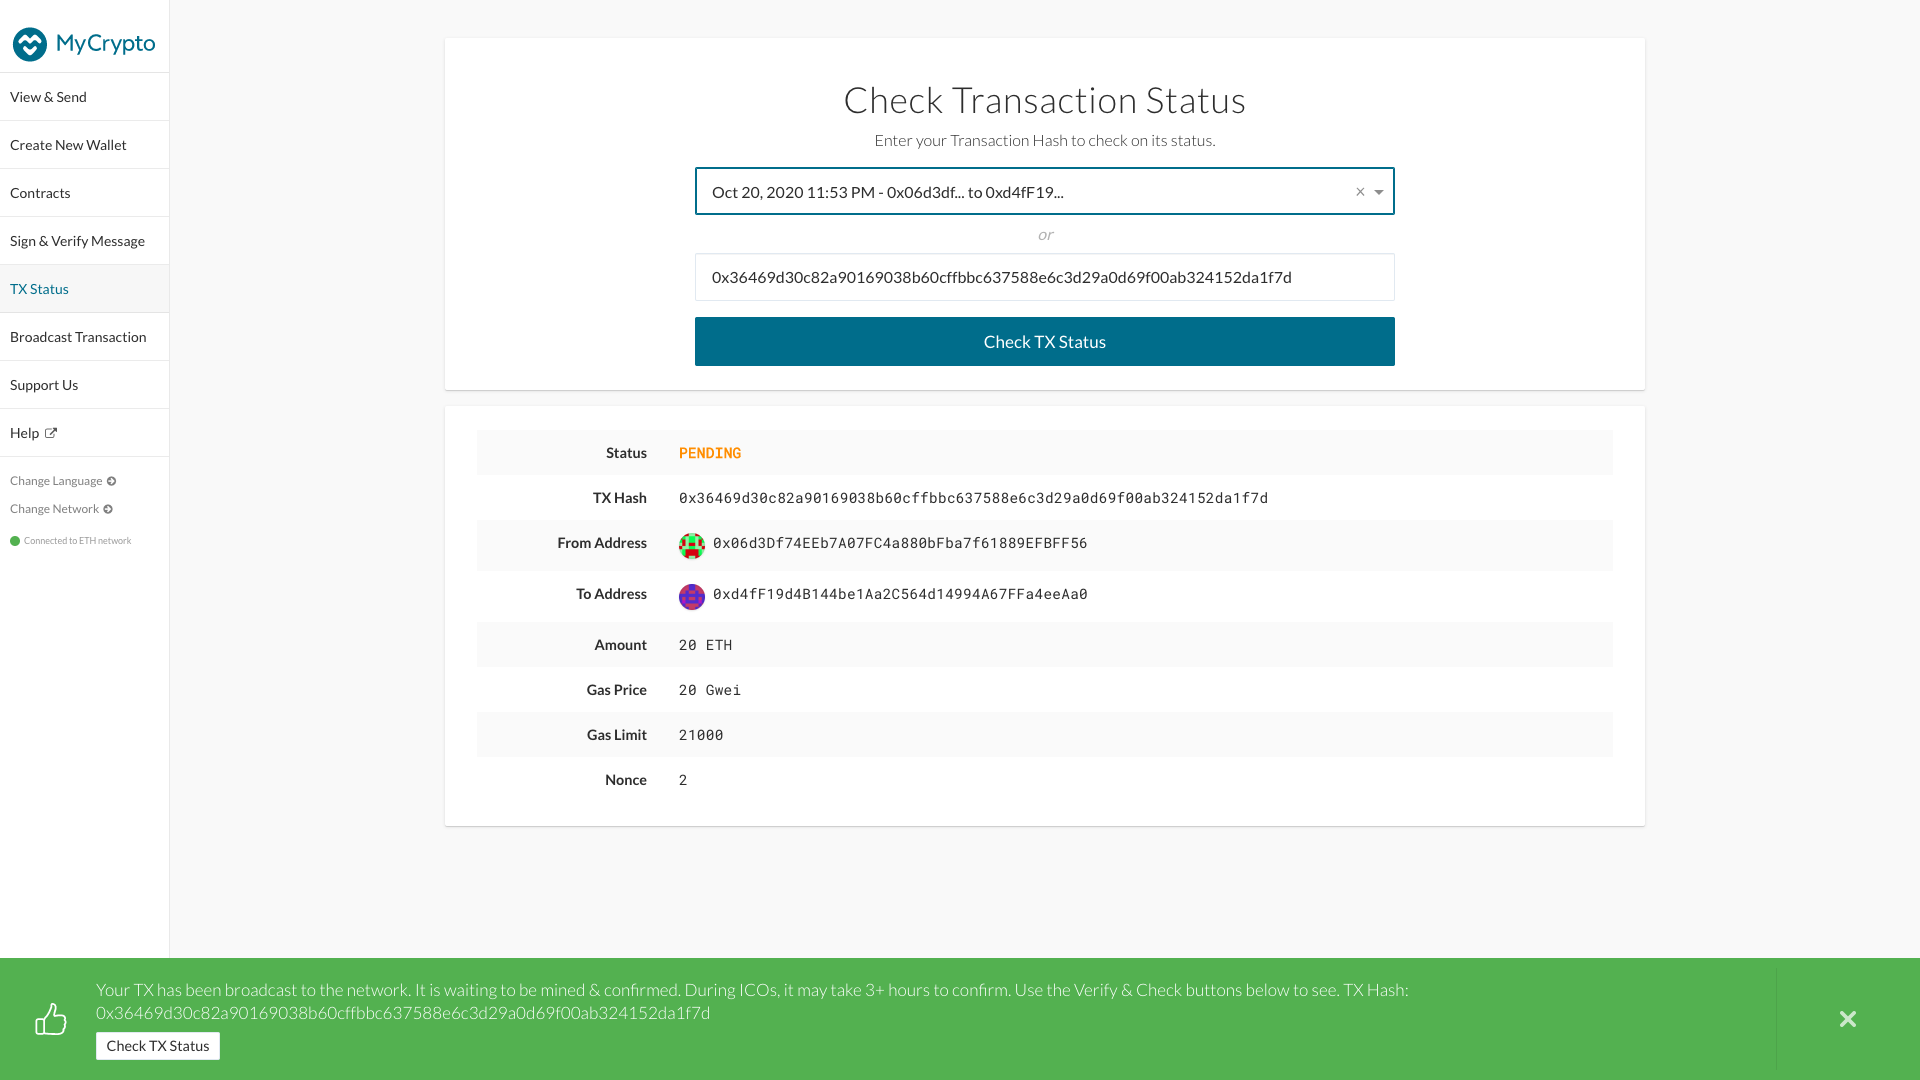 MyCrypto
View & Send
Create New Wallet
Contracts
Sign & Verify Message
TX Status
Broadcast Transaction
Support Us
Help
Change Language
Change Network
Connected to ETH network
Check Transaction Status
Enter your Transaction Hash to check on its status.
Oct 20, 2020 11:53 PM - 0x06d3df... to 0xd4fF19...
or
0x36469d30c82a90169038b60cffbbc637588e6c3d29a0d69f00ab324152da1f7d
Check TX Status
Status PENDING
TX Hash 0x36469d30c82a90169038b60cffbbc637588e6c3d29a0d69f00ab324152da1f7d
From Address 0x06d3Df74EEb7A07FC4a880bFba7f61889EFBFF56
To Address 0xd4fF19d4B144be1Aa2C564d14994A67FFa4eeAa0
Amount 20 ETH
Gas Price 20 Gwei
Gas Limit 21000
Nonce 2
Your TX has been broadcast to the network. It is waiting to be mined & confirmed. During ICOs, it may take 3+ hours to confirm. Use the Verify & Check buttons below to see. TX Hash:
0x36469d30c82a90169038b60cffbbc637588e6c3d29a0d69f00ab324152da1f7d
Check TX Status